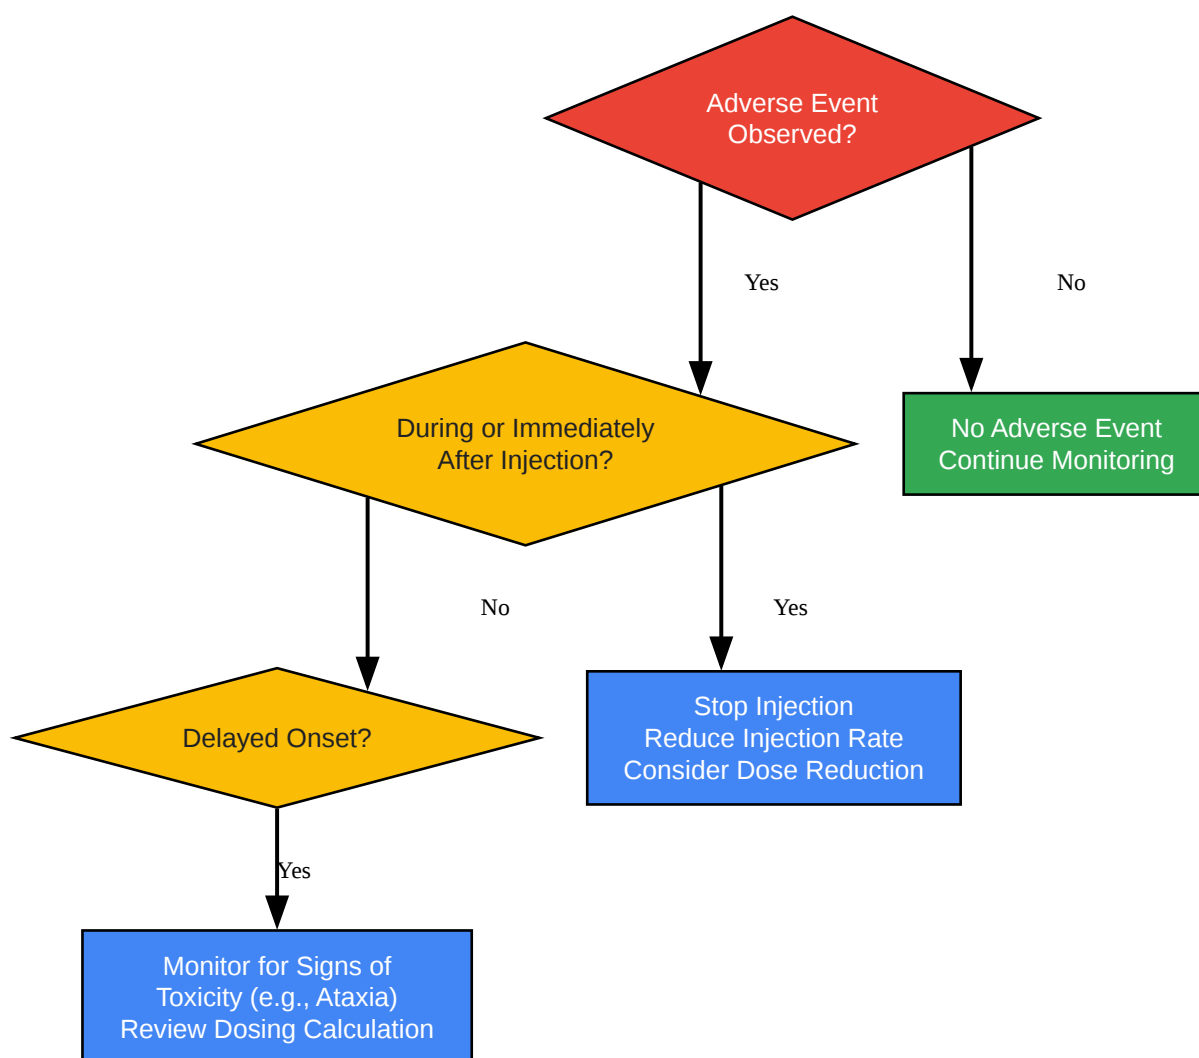 Adverse Event
Observed?
Yes
No
During or Immediately
After Injection?
No Adverse Event
Continue Monitoring
No
Yes
Delayed Onset?
Stop Injection
Reduce Injection Rate
Consider Dose Reduction
Yes
Monitor for Signs of
Toxicity (e.g., Ataxia)
Review Dosing Calculation